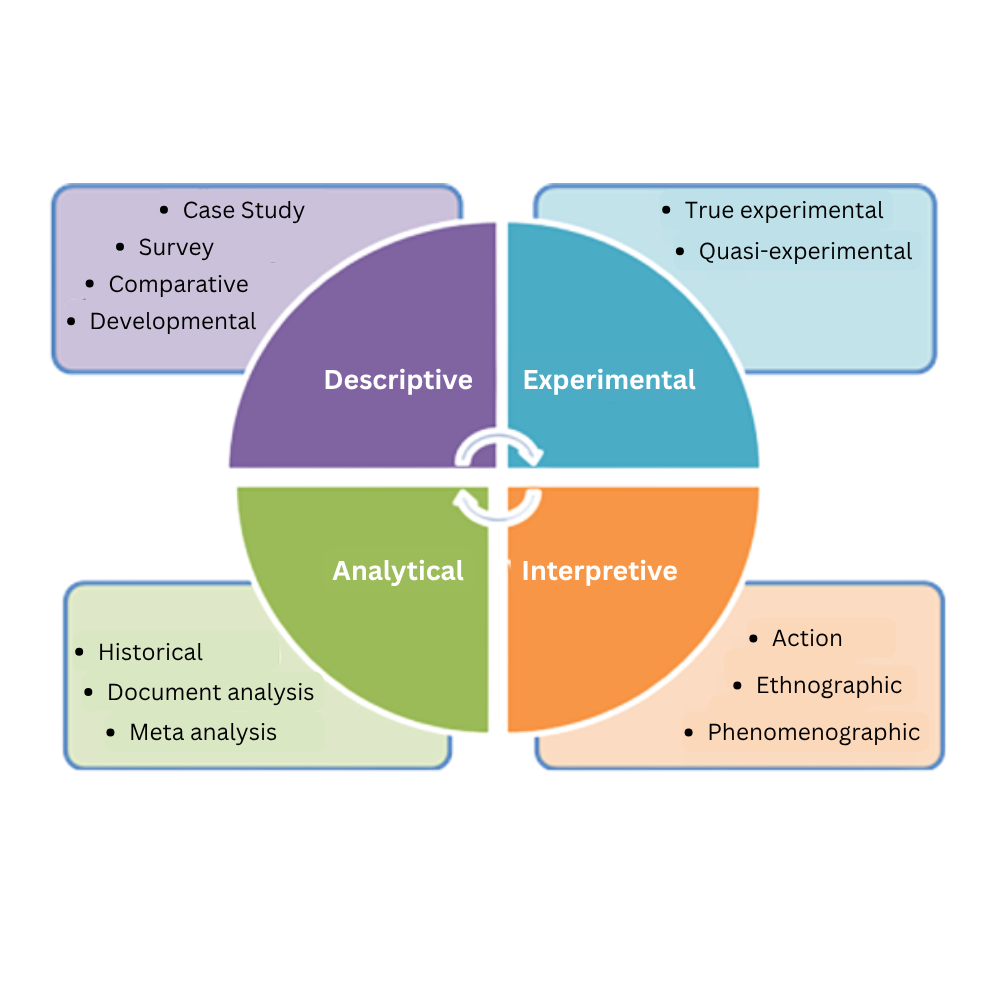 • Case Study
• Survey
• Comparative
• Developmental
Descriptive
• True experimental
• Quasi-experimental
Experimental
Analytical
• Historical
• Document analysis
• Meta analysis
Interpretive
• Action
• Ethnographic
• Phenomenographic